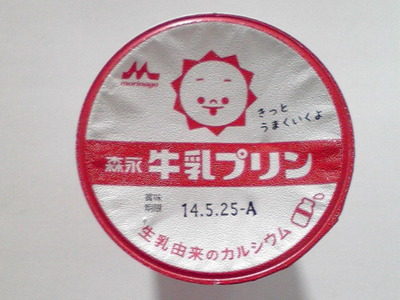 morinaga
きっと
うまくいくよ
森永 牛乳プリン
賞味
期限
14.5.25-A
生乳由来のカルシウム